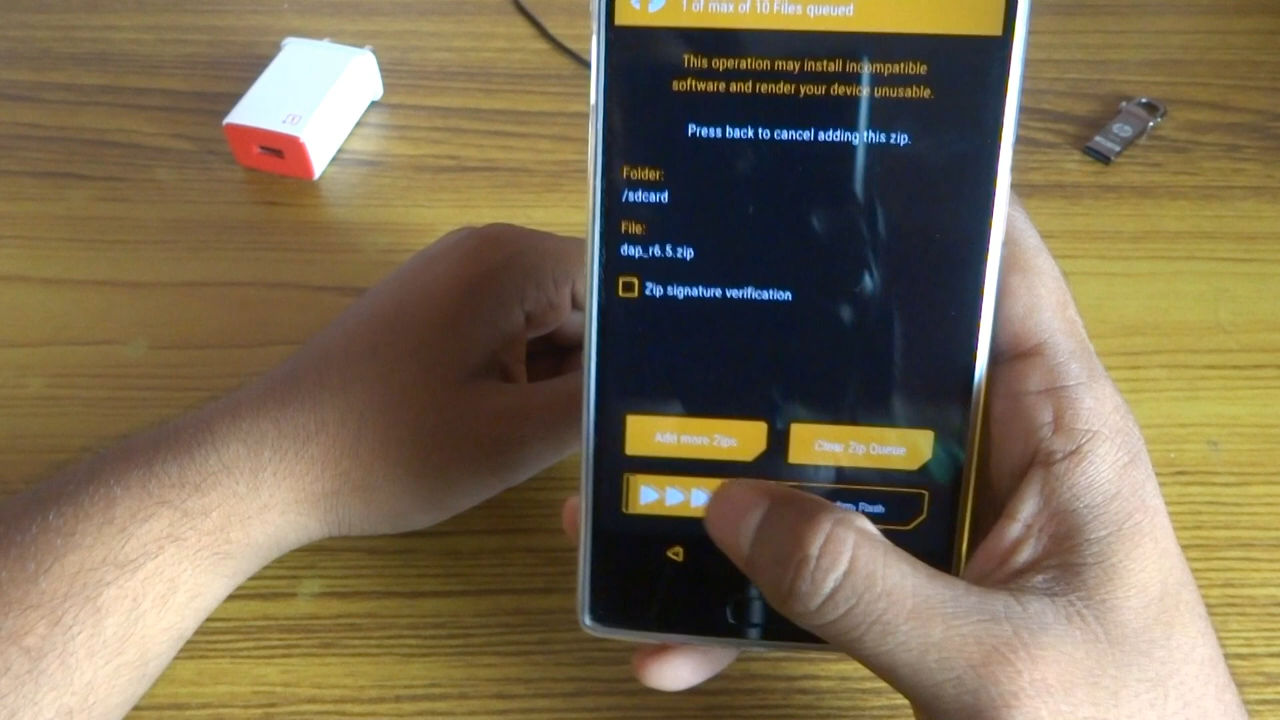 1 of max of 10 Files queued
This operation may install incompatible
software and render your device unusable.
Press back to cancel adding this zip.
Folder:
/sdcard
File:
dap_r6.5.zip
Zip signature verification
Add more Zips
Clear Zip Queue
Flash
hp